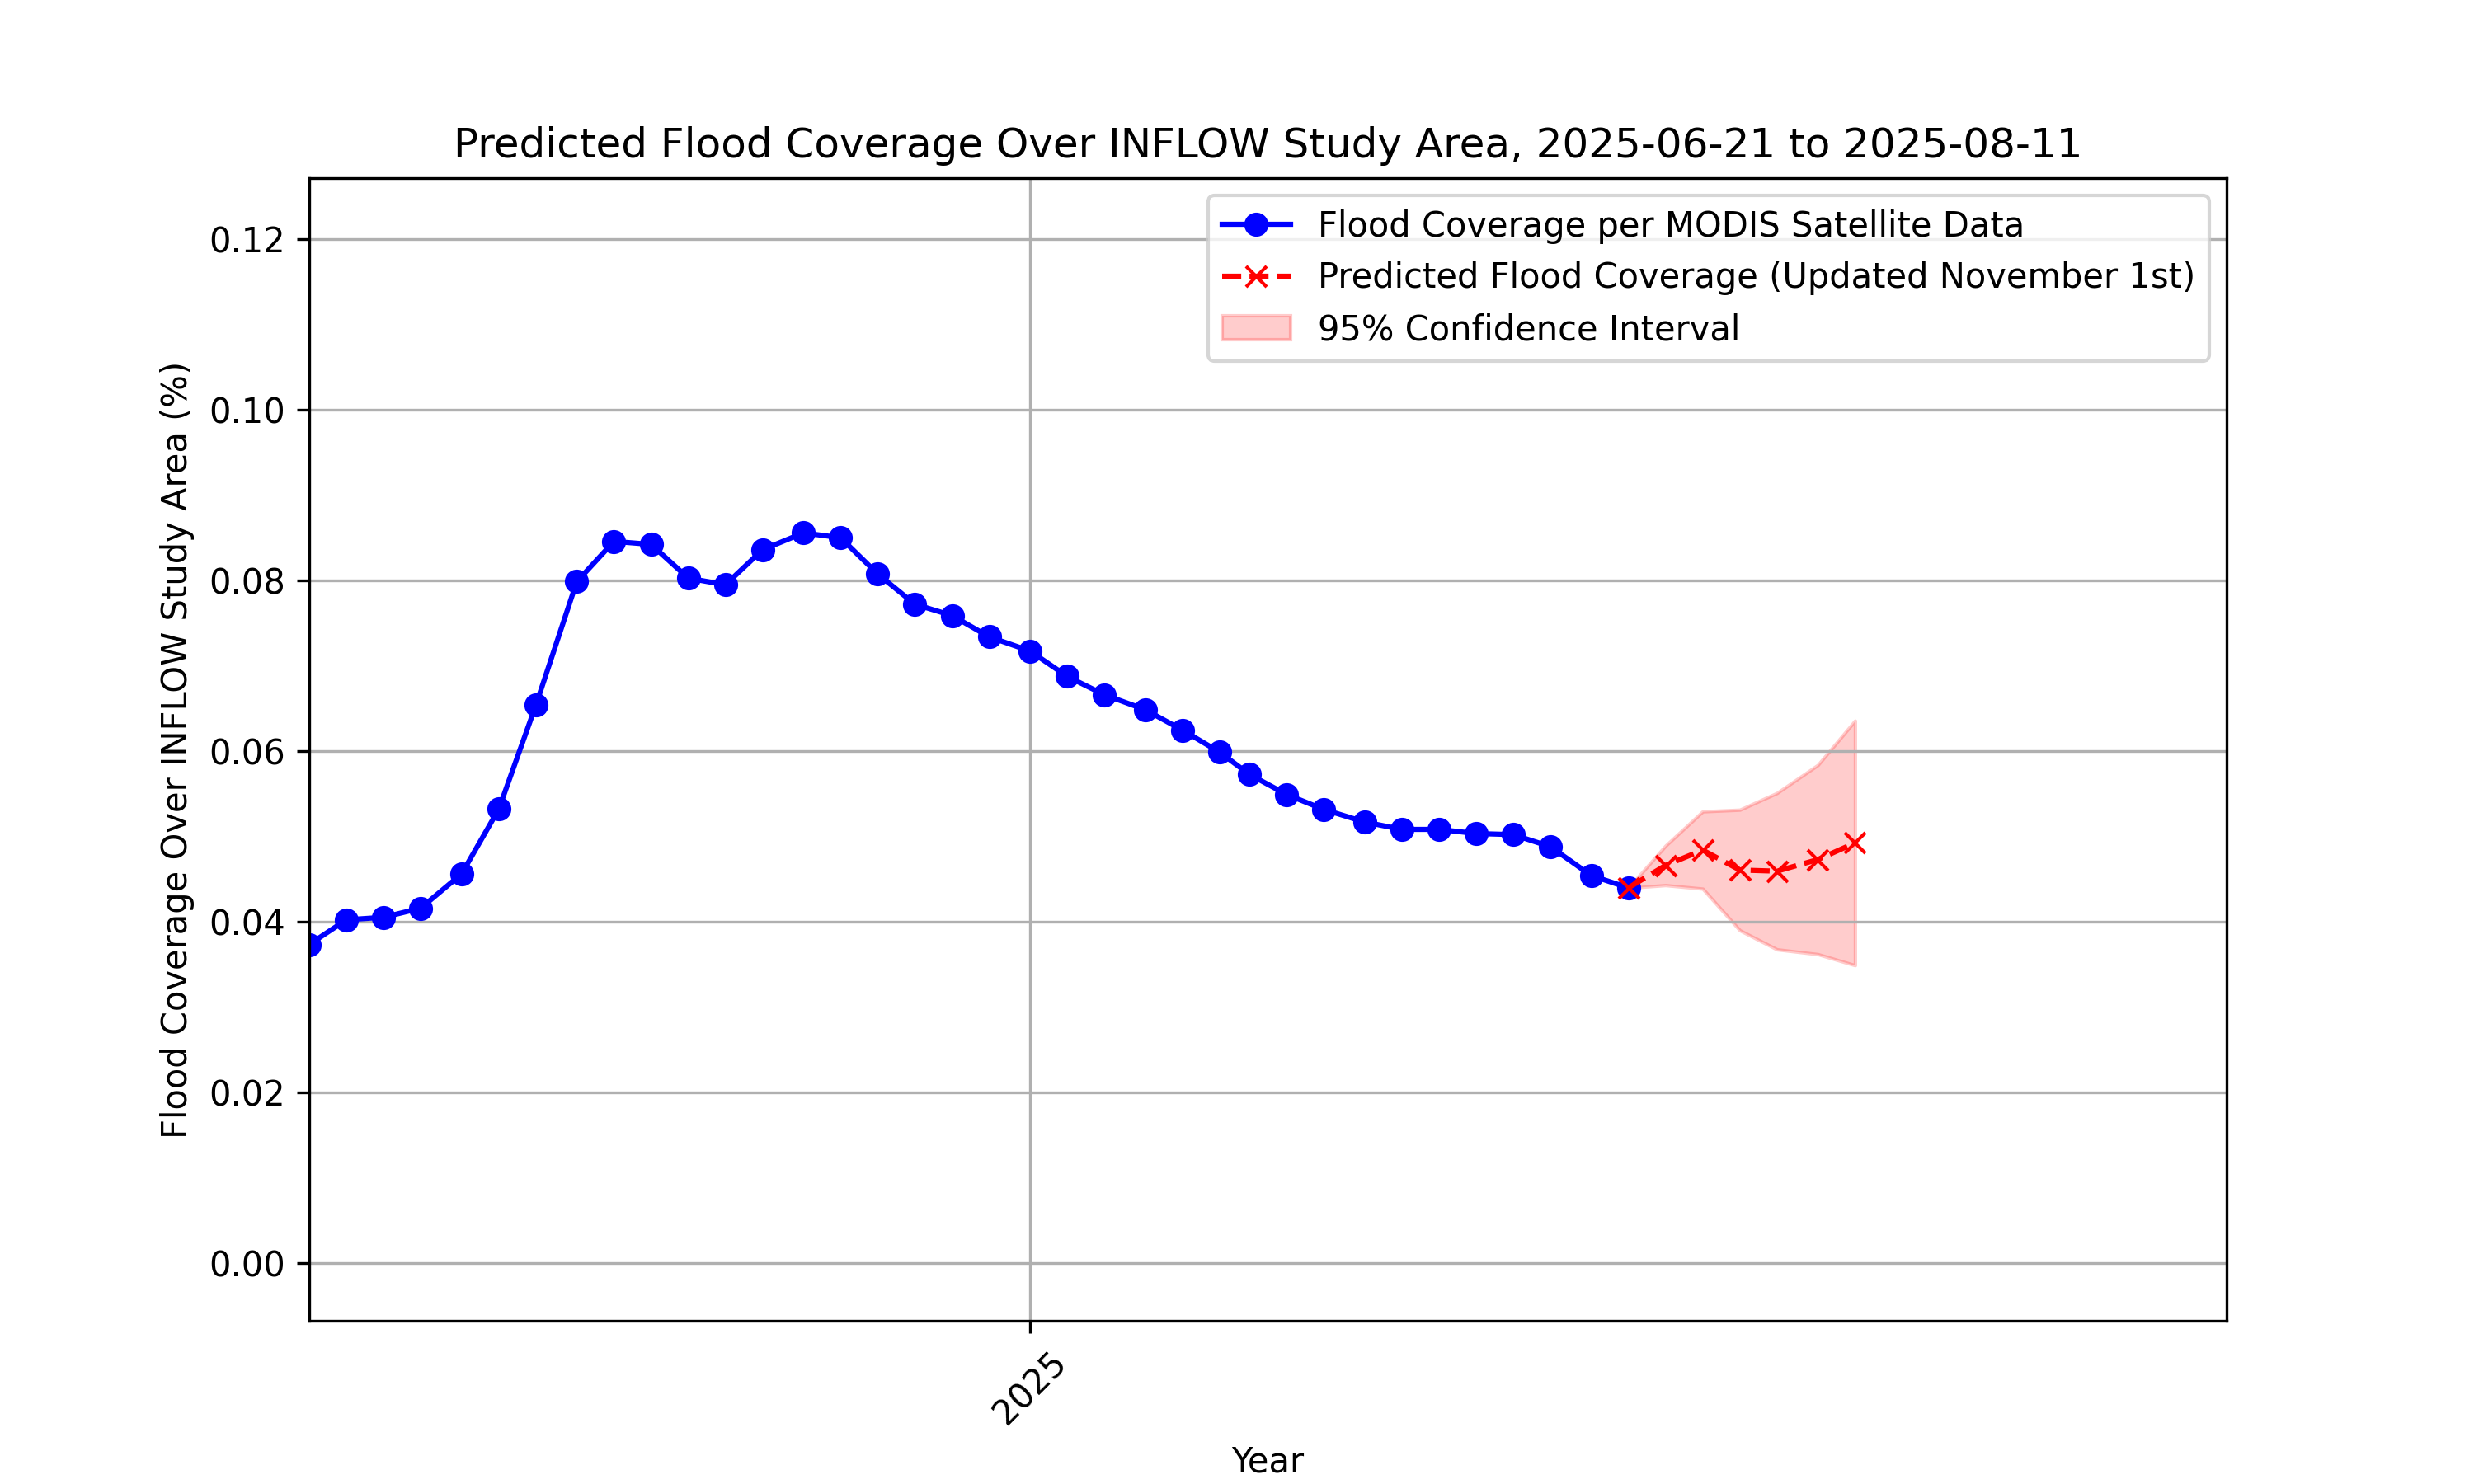 Predicted Flood Coverage Over INFLOW Study Area, 2025-06-21 to 2025-08-11
Flood Coverage per MODIS Satellite Data
Predicted Flood Coverage (Updated November 1st)
95% Confidence Interval
Flood Coverage Over INFLOW Study Area (%)
0.12
0.10
0.08
0.06
0.04
0.02
0.00
2025
Year